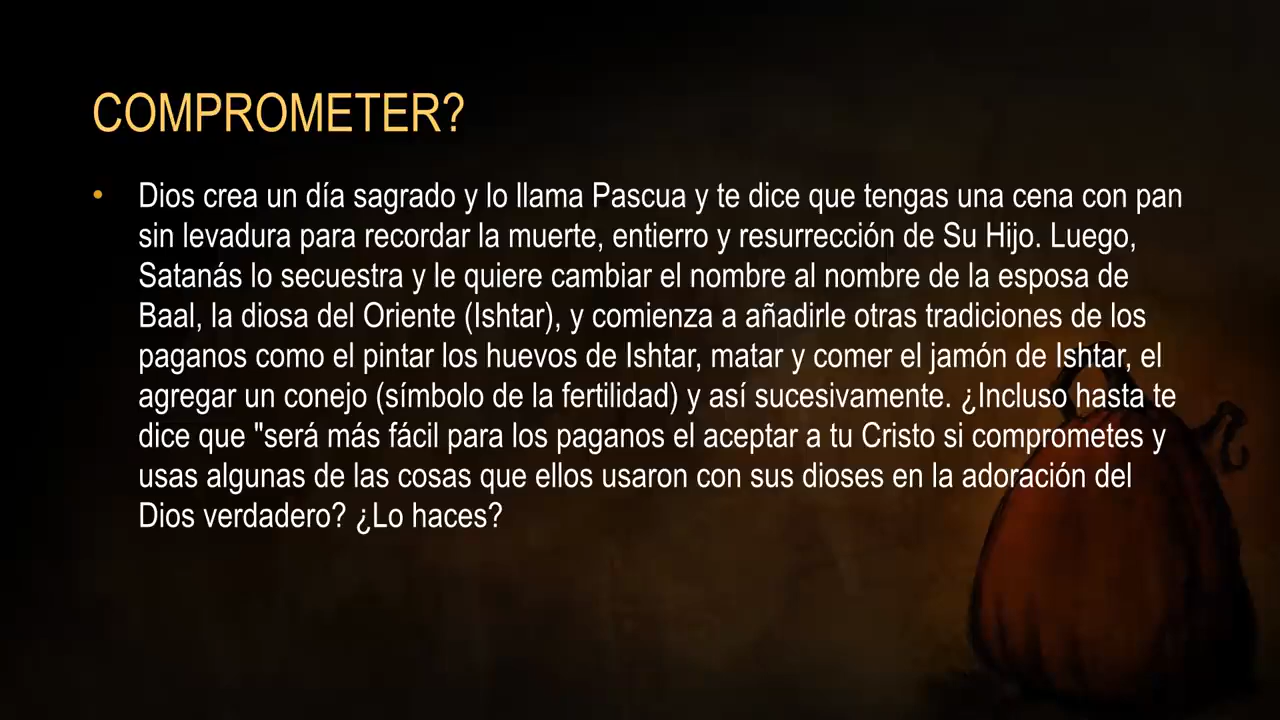 COMPROMETER?
• Dios crea un día sagrado y lo llama Pascua y te dice que tengas una cena con pan
sin levadura para recordar la muerte, entierro y resurrección de Su Hijo. Luego,
Satanás lo secuestra y le quiere cambiar el nombre al nombre de la esposa de
Baal, la diosa del Oriente (Ishtar), y comienza a añadirle otras tradiciones de los
paganos como el pintar los huevos de Ishtar, matar y comer el jamón de Ishtar, el
agregar un conejo (símbolo de la fertilidad) y así sucesivamente. ¿Incluso hasta te
dice que "será más fácil para los paganos el aceptar a tu Cristo si comprometes y
usas algunas de las cosas que ellos usaron con sus dioses en la adoración del
Dios verdadero? ¿Lo haces?